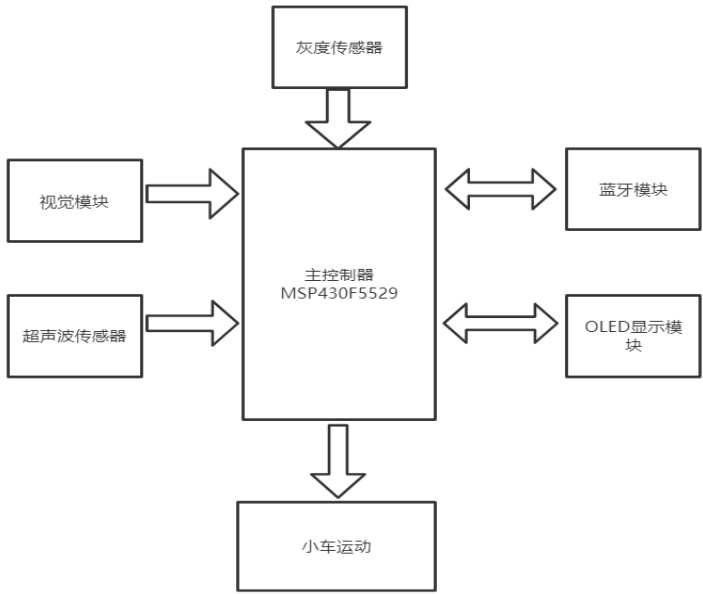 灰度传感器
视觉模块
蓝牙模块
主控制器
MSP430F5529
超声波传感器
OLED显示模
块
小车运动